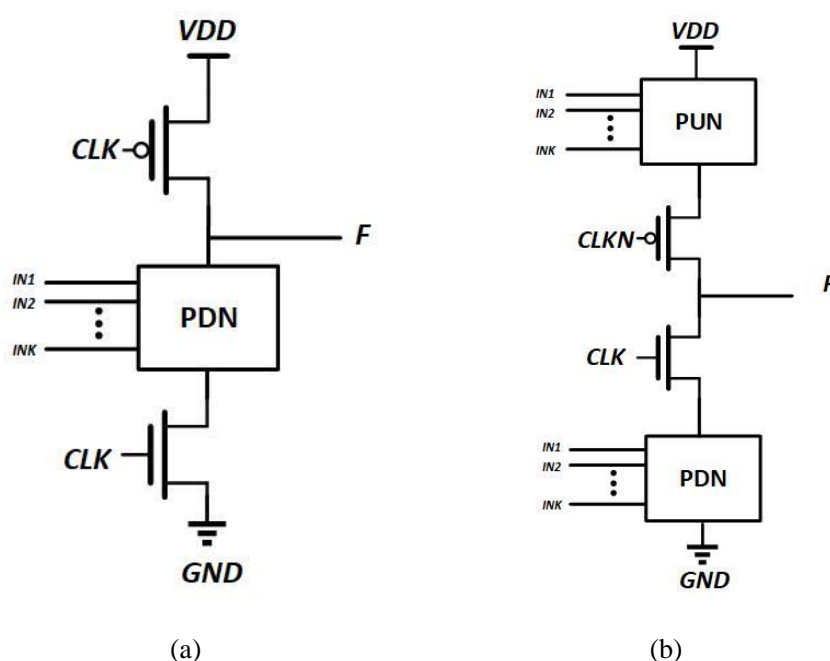 VDD
CLK
F
IN1
IN2
INK
PDN
CLK
GND
(a)
VDD
IN1
IN2
INK
PUN
CLKN
CLK
IN1
IN2
INK
PDN
GND
(b)